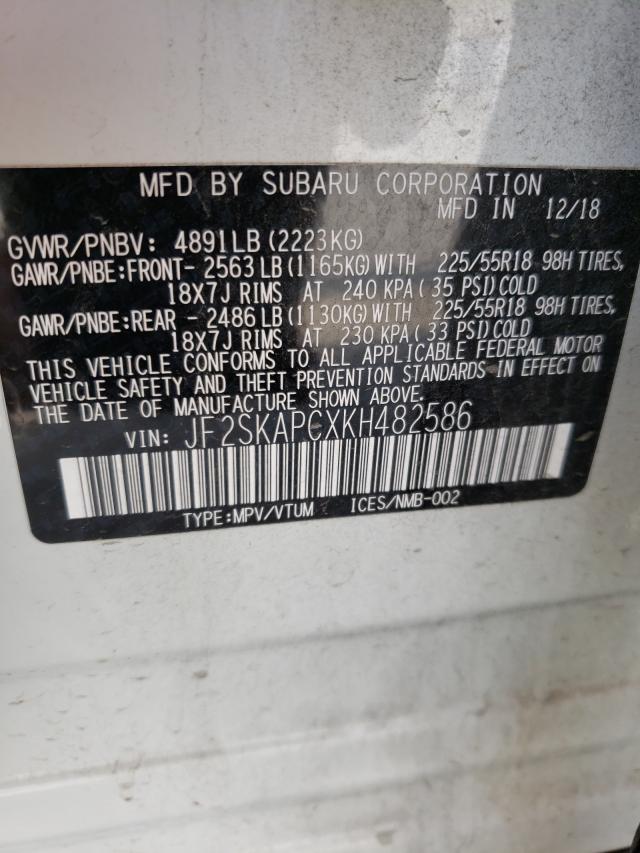 MFD BY SUBARU CORPORATION
MFD IN 12/18
GVWR/PNBV: 4891LB(2223KG)
GAWR/PNBE:FRONT- 2563LB(1165KG)WITH 225/55R18 98H TIRES,
18X7J RIMS AT 240 KPA( 35 PSI)COLD
GAWR/PNBE:REAR - 2486LB(1130KG)WITH 225/55R18 98H TIRES,
18X7J RIMS AT 230 KPA( 33 PSI)COLD
THIS VEHICLE CONFORMS TO ALL APPLICABLE FEDERAL MOTOR
VEHICLE SAFETY AND THEFT PREVENTION STANDARDS IN EFFECT ON
THE DATE OF MANUFACTURE SHOWN ABOVE.
VIN: JF2SKAPCXKH482586
TYPE:MPV/VTUM ICES/NMB-002